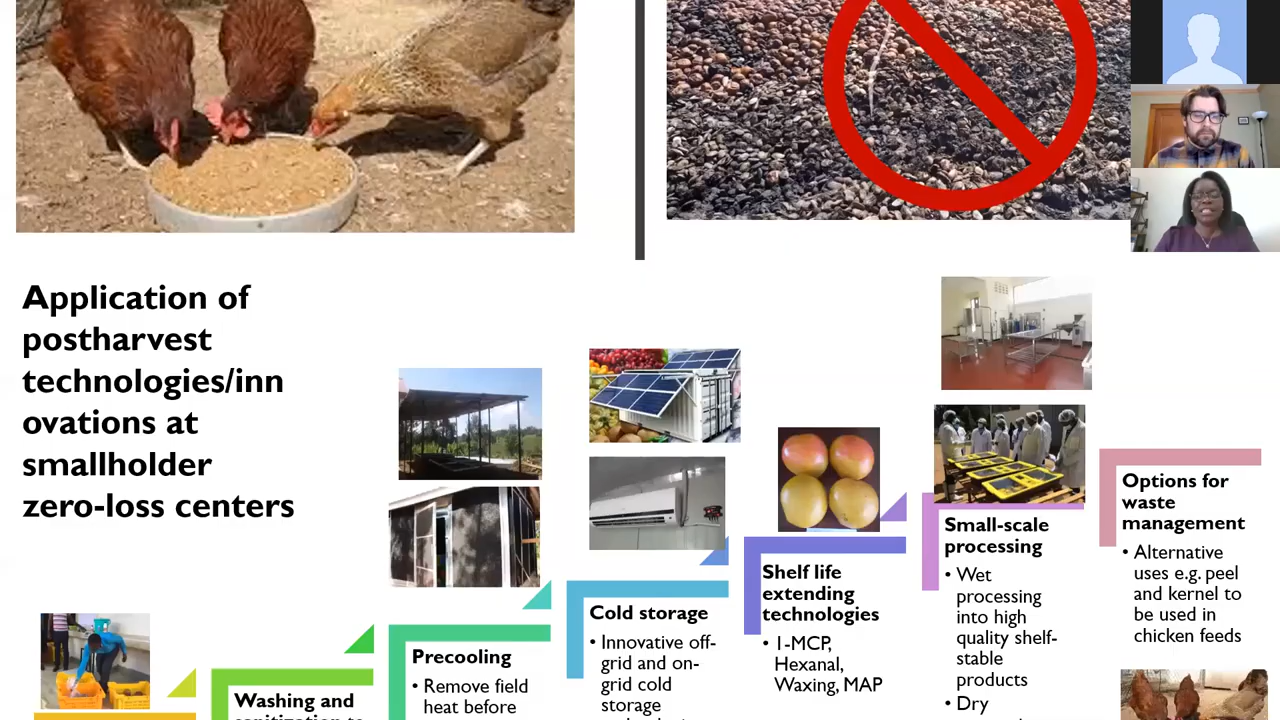 Application of
postharvest
technologies/inn
ovations at
smallholder
zero-loss centers
Washing and
sanitization to
Precooling
• Remove field
heat before
Cold storage
• Innovative off-
grid and on-
grid cold
storage
Shelf life
extending
technologies
• 1-MCP,
Hexanal,
Waxing, MAP
Small-scale
processing
• Wet
processing
into high
quality shelf-
stable
products
• Dry
Options for
waste
management
• Alternative
uses e.g. peel
and kernel to
be used in
chicken feeds